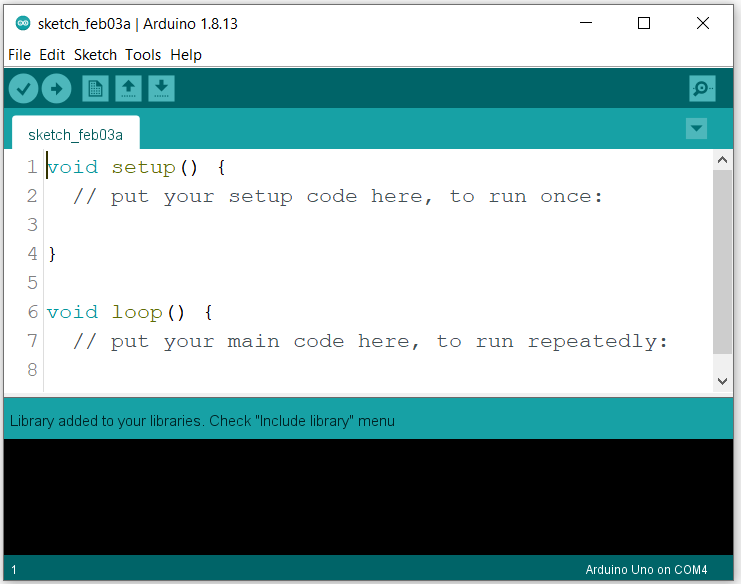 sketch_feb03a | Arduino 1.8.13
File Edit Sketch Tools Help
sketch_feb03a
1 void setup() {
2   // put your setup code here, to run once:
3
4 }
5
6 void loop() {
7   // put your main code here, to run repeatedly:
8
Library added to your libraries. Check "Include library" menu
1 Arduino Uno on COM4